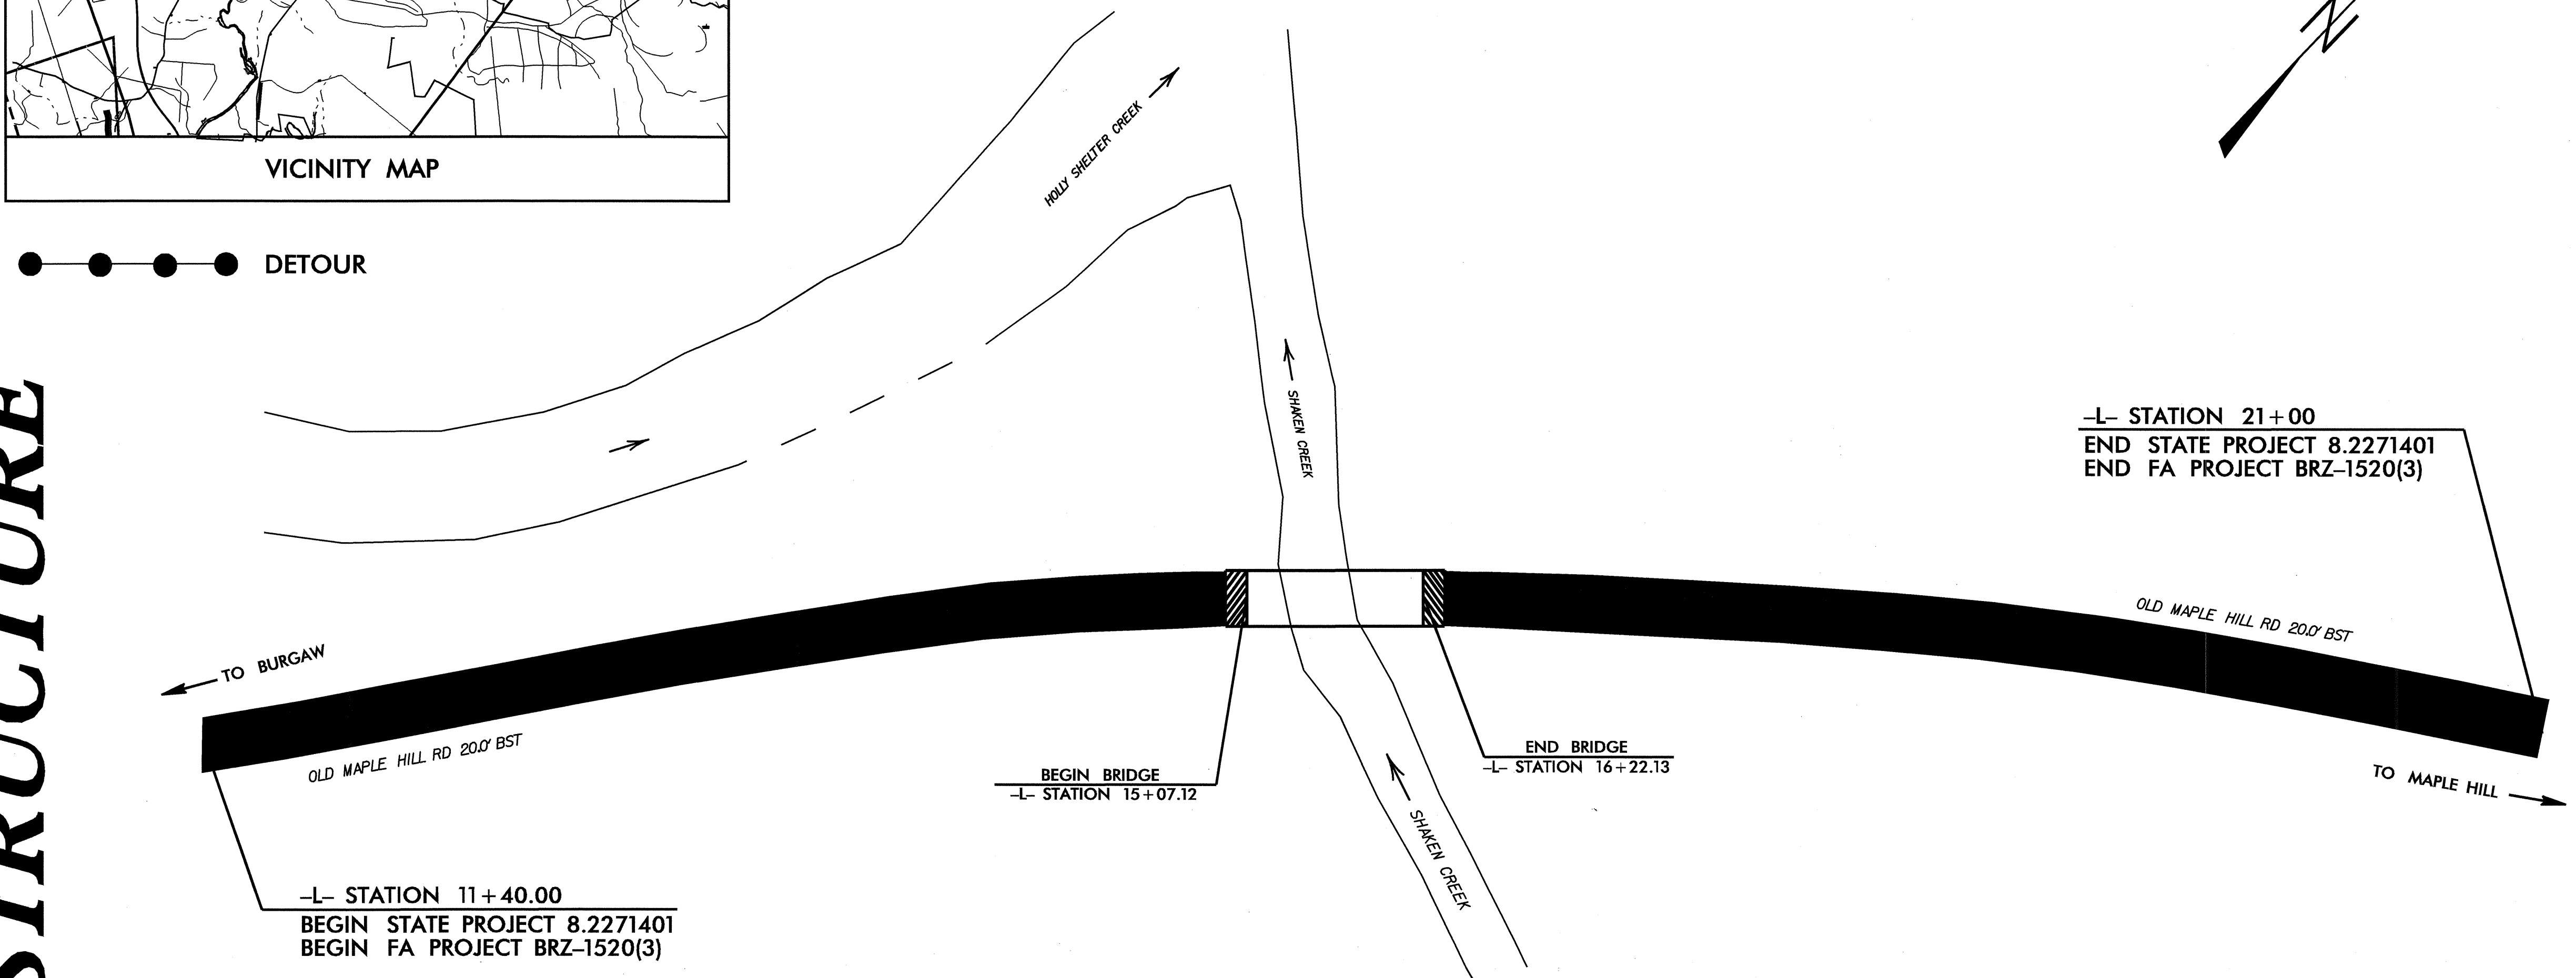 VICINITY MAP
DETOUR
HOLLY SHELTER CREEK
N
SHAKEN CREEK
-L- STATION 21+00
END STATE PROJECT 8.2271401
END FA PROJECT BRZ-1520(3)
OLD MAPLE HILL RD 20.0' BST
TO BURGAW
OLD MAPLE HILL RD 20.0' BST
BEGIN BRIDGE
-L- STATION 15+07.12
END BRIDGE
-L- STATION 16+22.13
TO MAPLE HILL
SHAKEN CREEK
-L- STATION 11+40.00
BEGIN STATE PROJECT 8.2271401
BEGIN FA PROJECT BRZ-1520(3)
STRUCTURE